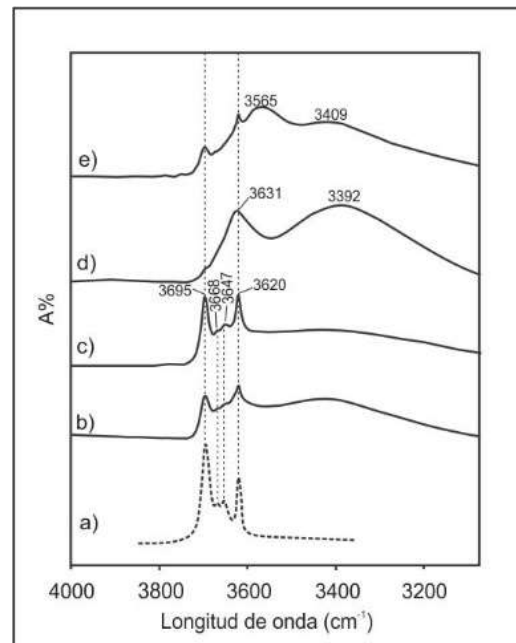 3565
3409
e)
3631
3392
d)
3695
3668
3647
3620
A%
c)
b)
a)
4000 3800 3600 3400 3200
Longitud de onda (cm⁻¹)